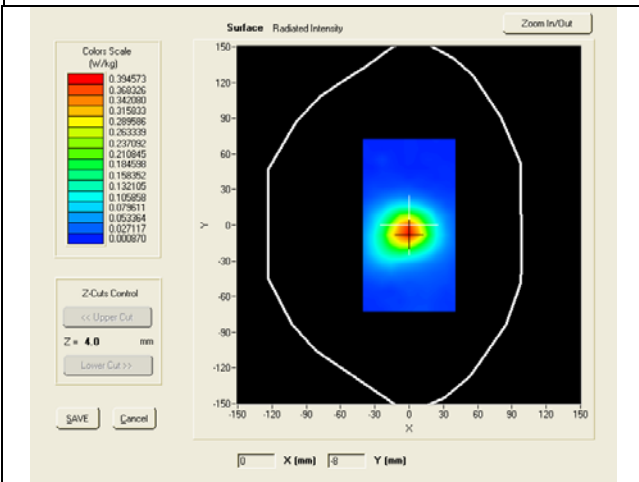 Surface Radiated Intensity
Zoom In/Out
Colors Scale
(W/kg)
0.394573
0.368326
0.342080
0.315833
0.289586
0.263339
0.237092
0.210845
0.184598
0.158352
0.132105
0.105858
0.079611
0.053364
0.027117
0.000870
Z-Cuts Control
<< Upper Cut
Z = 4.0 mm
Lower Cut >>
SAVE Cancel
150
120
90
60
30
0
-30
-60
-90
-120
-150
Y
-150 -120 -90 -60 -30 0 30 60 90 120 150
X
0 X (mm) -8 Y (mm)